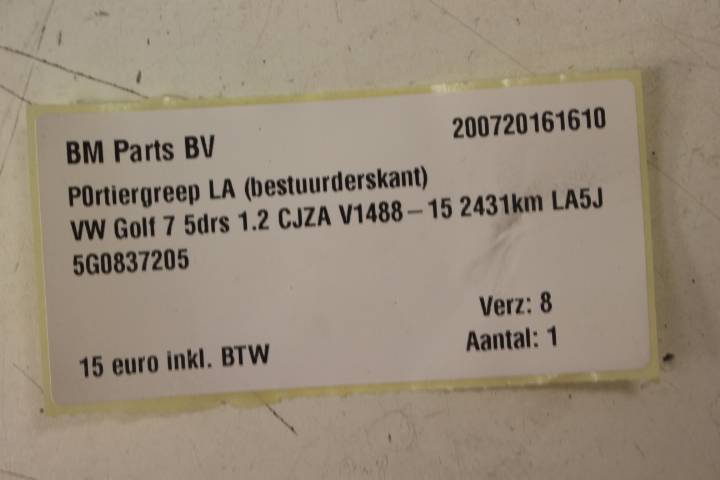 BM Parts BV
200720161610
P0rtiergreep LA (bestuurderskant)
VW Golf 7 5drs 1.2 CJZA V1488-15 2431km LA5J
5G0837205
Verz: 8
15 euro inkl. BTW
Aantal: 1